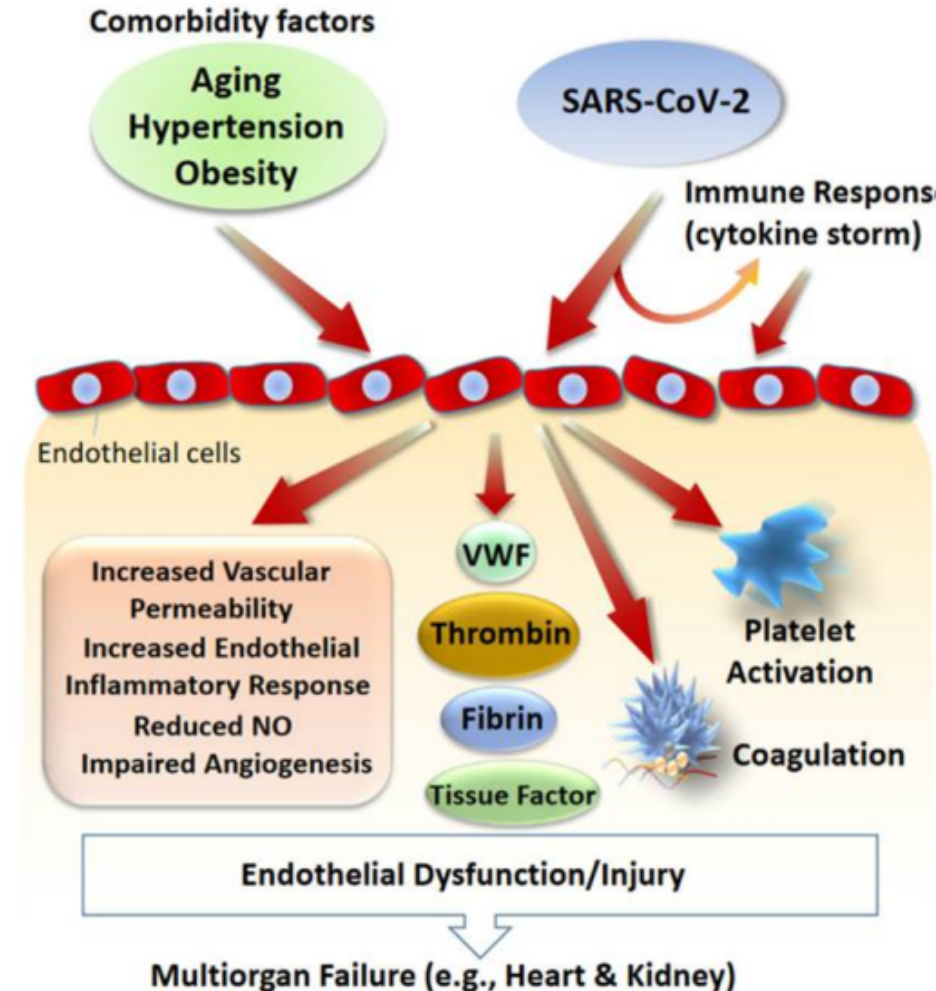 Comorbidity factors
Aging
Hypertension
Obesity
SARS-CoV-2
Immune Response
(cytokine storm)
Endothelial cells
Increased Vascular
Permeability
Increased Endothelial
Inflammatory Response
Reduced NO
Impaired Angiogenesis
VWF
Thrombin
Fibrin
Tissue Factor
Platelet
Activation
Coagulation
Endothelial Dysfunction/Injury
Multiorgan Failure (e.g., Heart & Kidney)